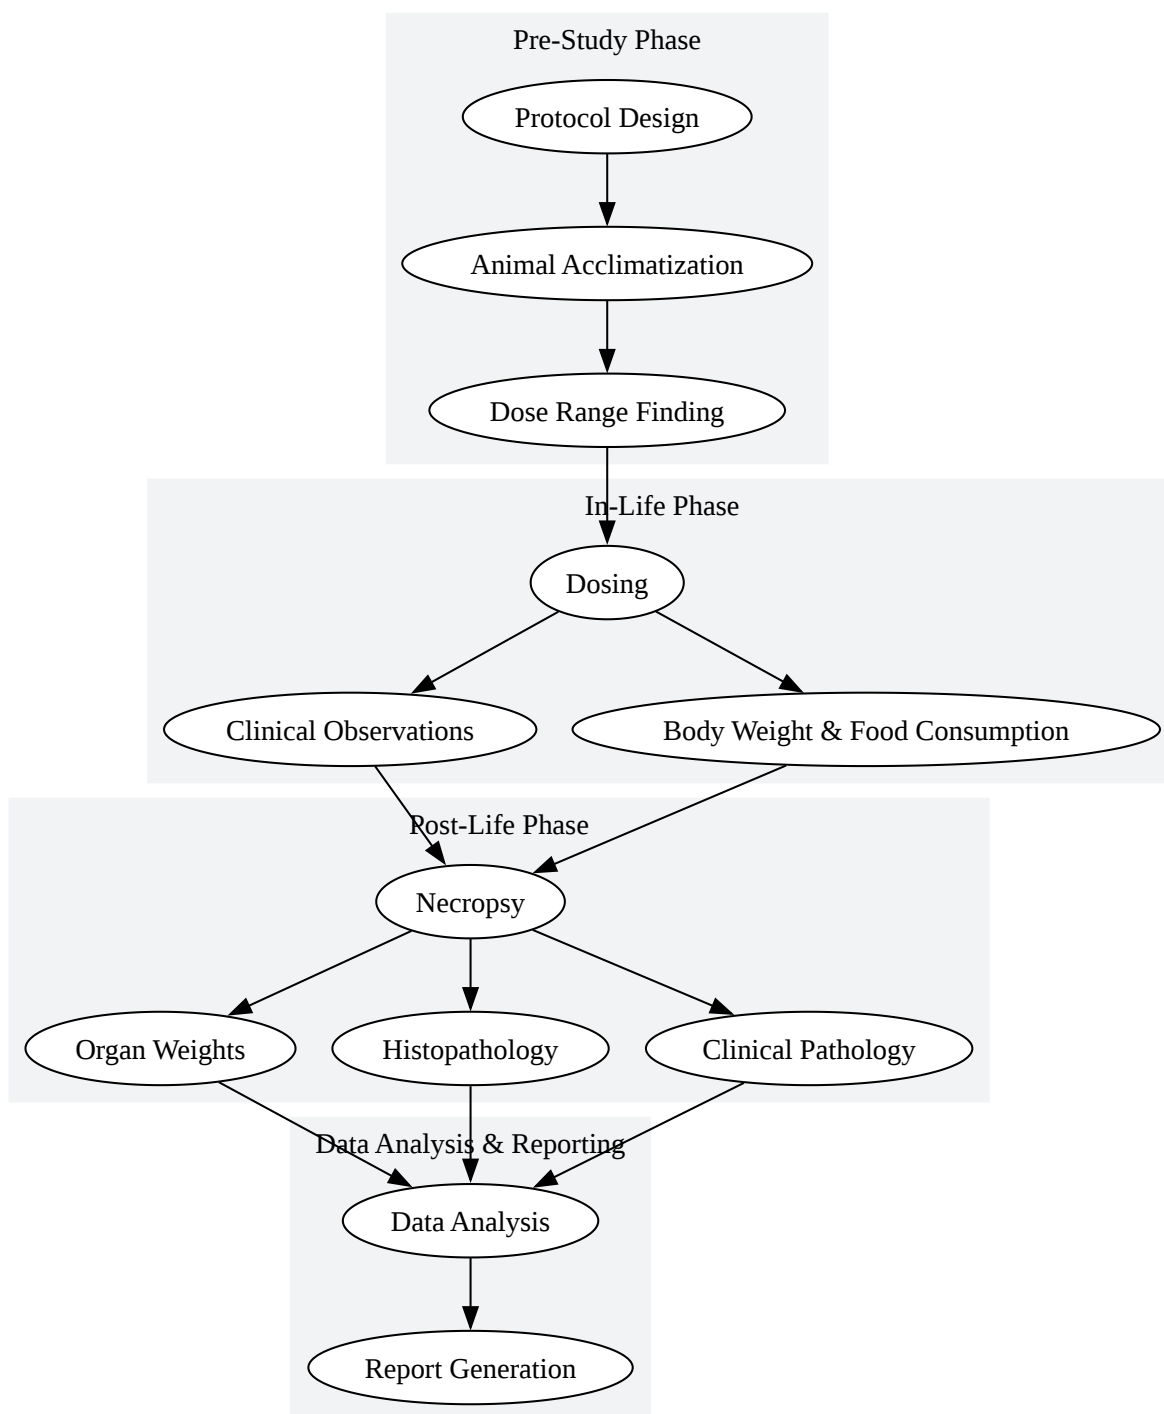 Pre-Study Phase
Protocol Design
Animal Acclimatization
Dose Range Finding
In-Life Phase
Dosing
Clinical Observations
Body Weight & Food Consumption
Post-Life Phase
Necropsy
Organ Weights
Histopathology
Clinical Pathology
Data Analysis & Reporting
Data Analysis
Report Generation